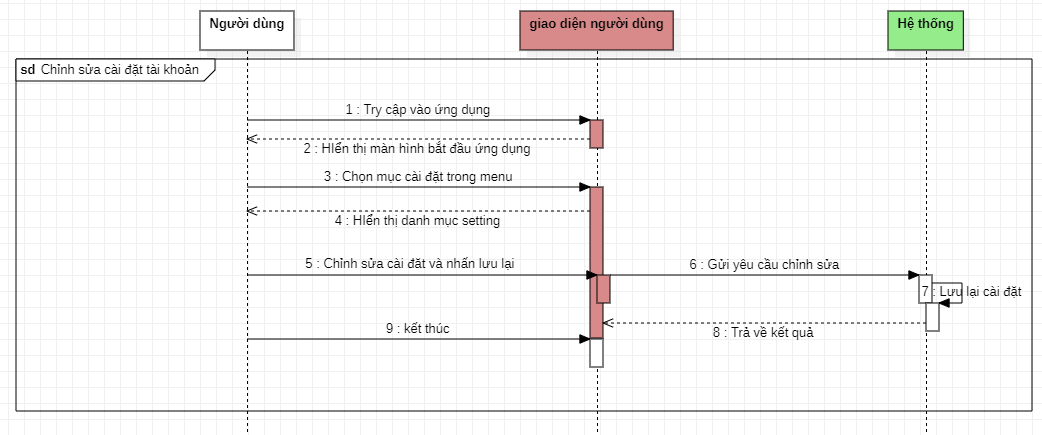 Người dùng
giao diện người dùng
Hệ thống
sd Chỉnh sửa cài đặt tài khoản
1 : Try cập vào ứng dụng
2 : HIển thị màn hình bắt đầu ứng dụng
3 : Chọn mục cài đặt trong menu
4 : HIển thị danh mục setting
5 : Chỉnh sửa cài đăt và nhấn lưu lại
6 : Gửi yêu cầu chỉnh sửa
7 : Lưu lại cài đặt
8 : Trả về kết quả
9 : kết thúc